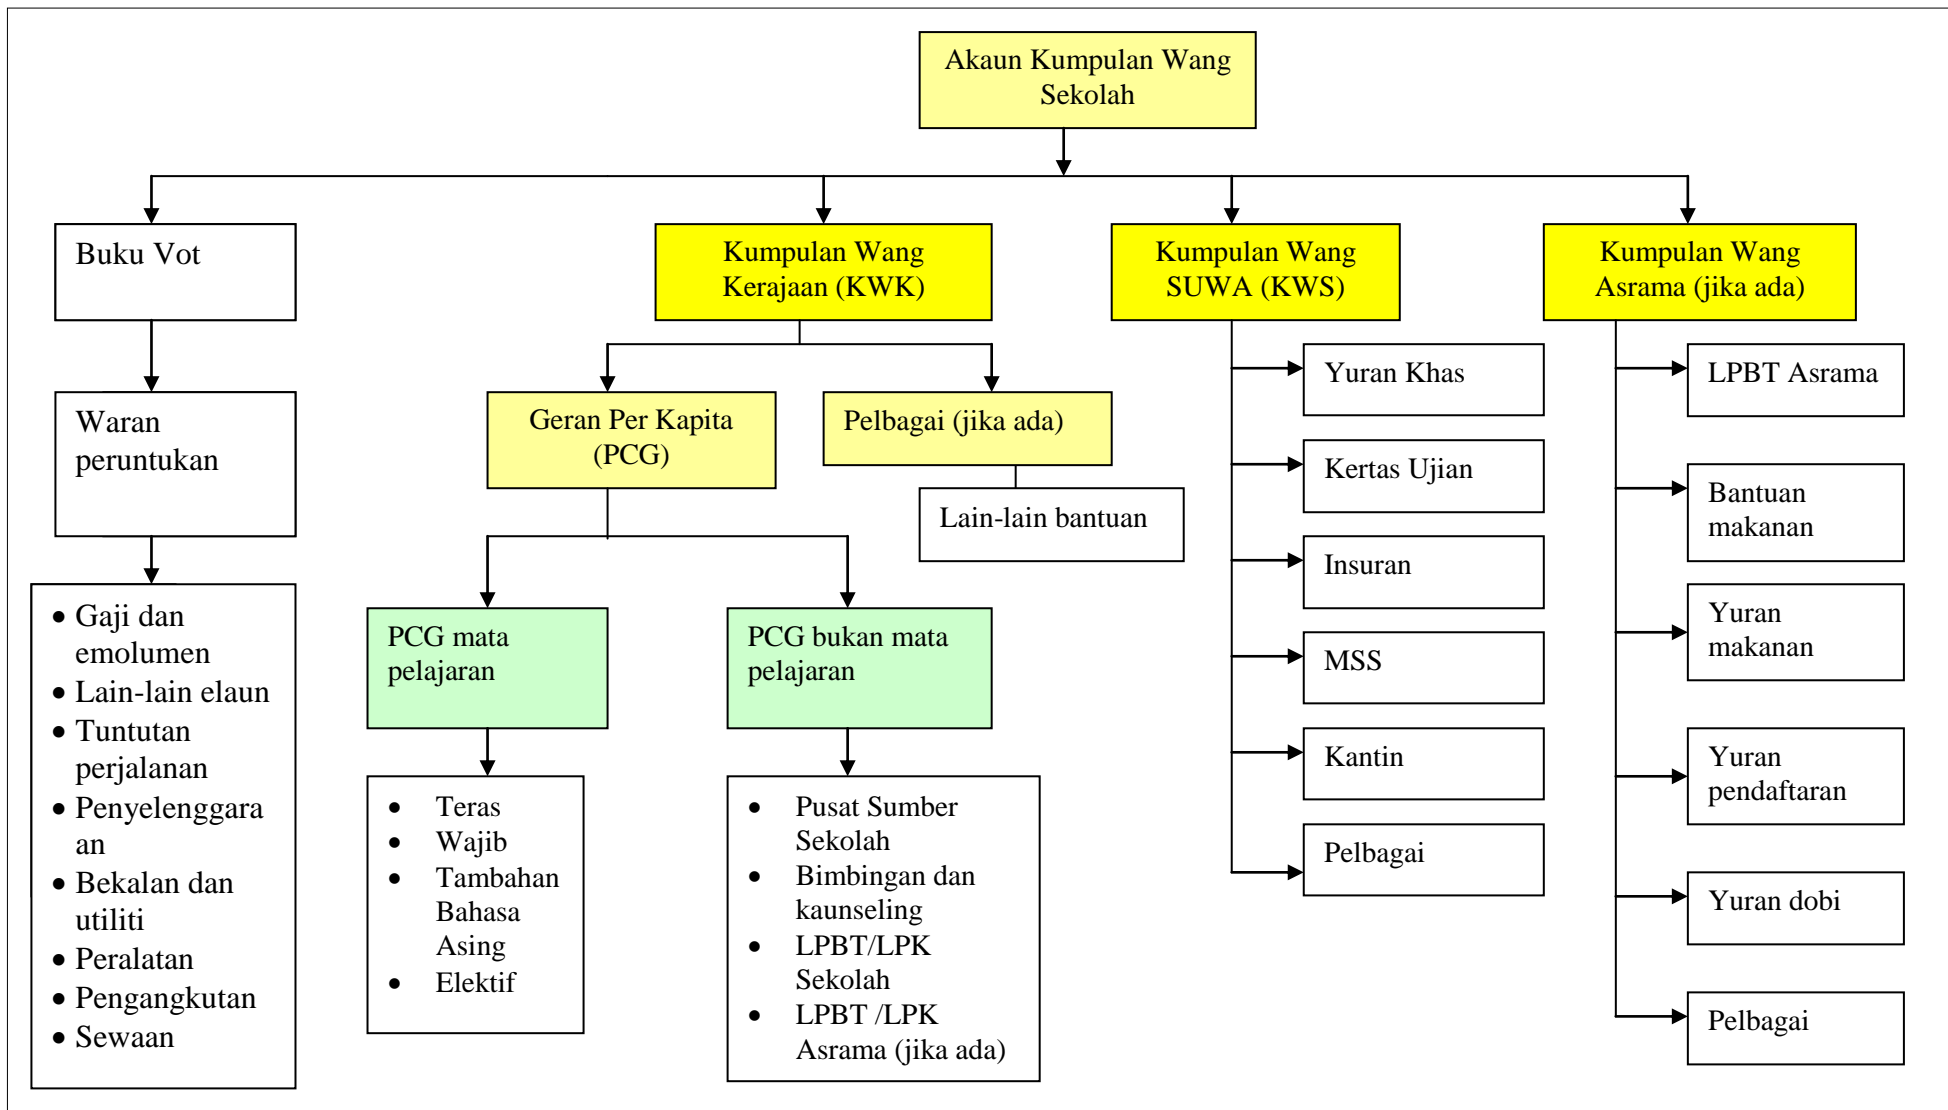 Akaun Kumpulan Wang
Sekolah
Buku Vot
Kumpulan Wang
Kerajaan (KWK)
Kumpulan Wang
SUWA (KWS)
Kumpulan Wang
Asrama (jika ada)
Waran
peruntukan
• Gaji dan
emolumen
• Lain-lain elaun
• Tuntutan
perjalanan
• Penyelenggara
an
• Bekalan dan
utiliti
• Peralatan
• Pengangkutan
• Sewaan
Geran Per Kapita
(PCG)
Pelbagai (jika ada)
Lain-lain bantuan
PCG mata
pelajaran
PCG bukan mata
pelajaran
• Teras
• Wajib
• Tambahan
Bahasa
Asing
• Elektif
• Pusat Sumber
Sekolah
• Bimbingan dan
kaunseling
• LPBT/LPK
Sekolah
• LPBT /LPK
Asrama (jika ada)
Yuran Khas
Kertas Ujian
Insuran
MSS
Kantin
Pelbagai
LPBT Asrama
Bantuan
makanan
Yuran
makanan
Yuran
pendaftaran
Yuran dobi
Pelbagai